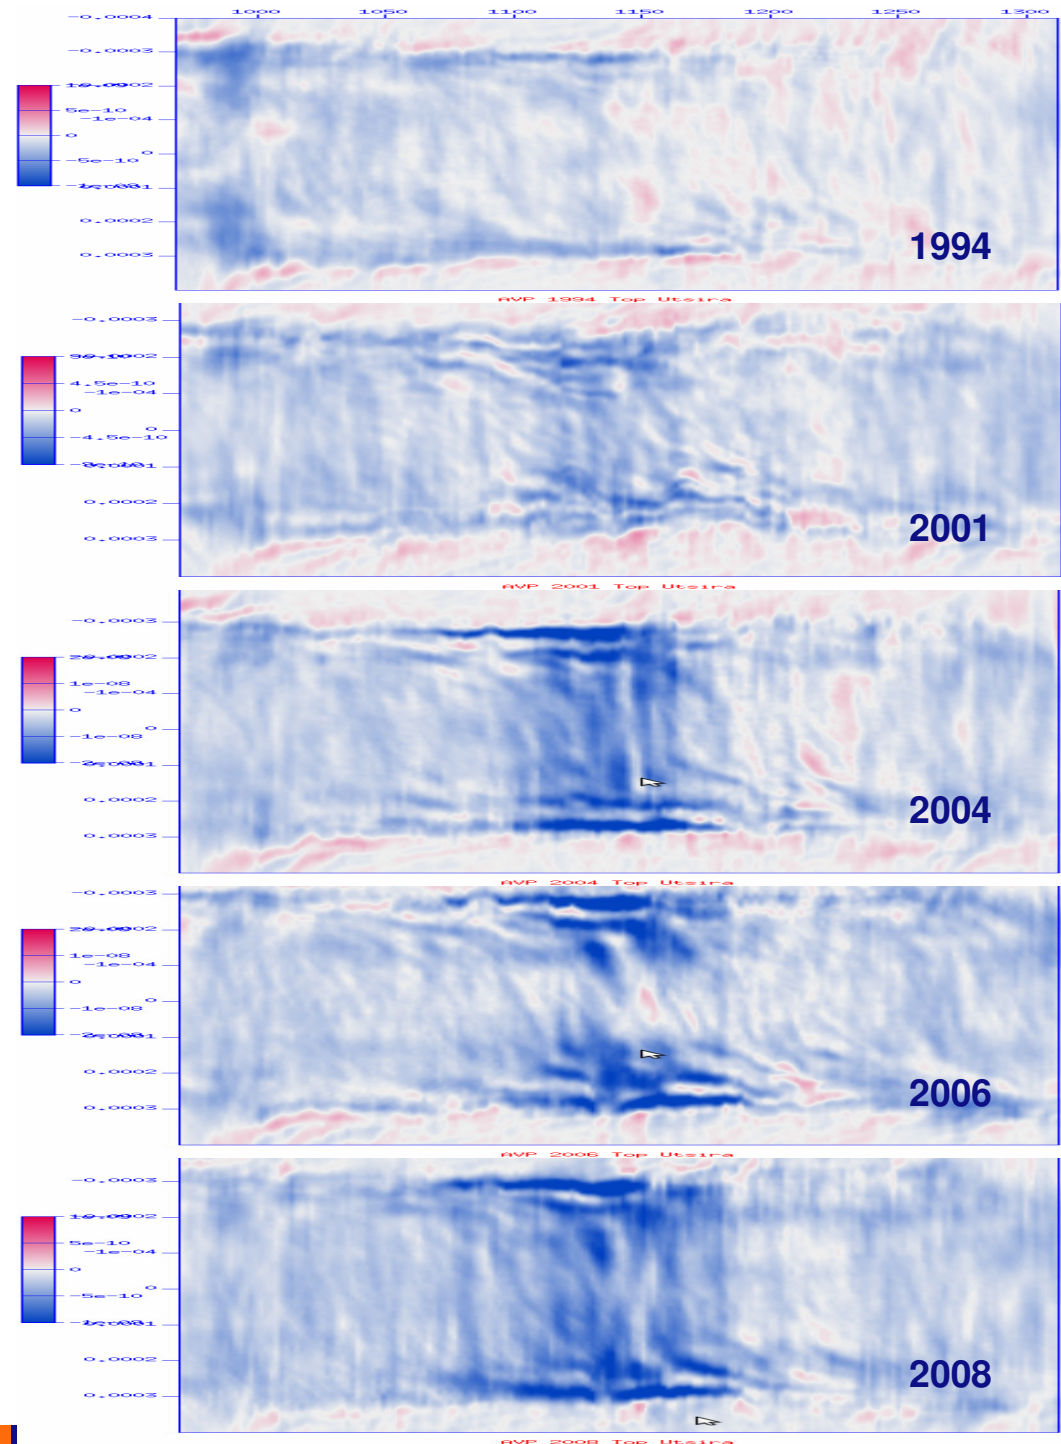 1000 1050 1100 1150 1200 1250 1300
-0.0004
-0.0003
5e-10
-1e-04
0
0
-5e-10
0.0002
0.0003
1994
AVP 1994 Top Utsira
-0.0003
4.5e-10
-1e-04
0
0
-4.5e-10
0.0002
0.0003
2001
AVP 2001 Top Utsira
-0.0003
1e-08
-1e-04
0
0
-1e-08
0.0002
0.0003
2004
AVP 2004 Top Utsira
-0.0003
1e-08
-1e-04
0
0
-1e-08
0.0002
0.0003
2006
AVP 2006 Top Utsira
-0.0003
5e-10
-1e-04
0
0
-5e-10
0.0002
0.0003
2008
AVP 2008 Top Utsira